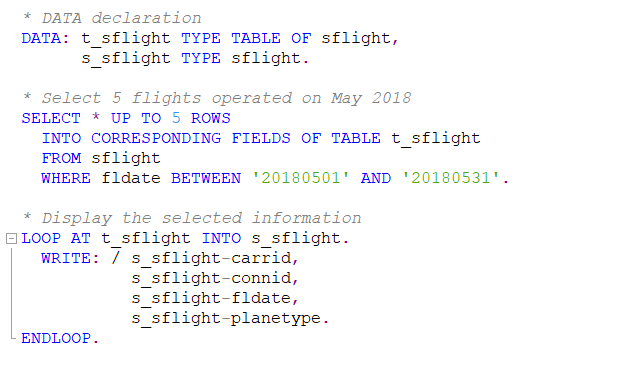 * DATA declaration
DATA: t_sflight TYPE TABLE OF sflight,
      s_sflight TYPE sflight.
* Select 5 flights operated on May 2018
SELECT * UP TO 5 ROWS
  INTO CORRESPONDING FIELDS OF TABLE t_sflight
  FROM sflight
  WHERE fldate BETWEEN '20180501' AND '20180531'.
* Display the selected information
LOOP AT t_sflight INTO s_sflight.
  WRITE: / s_sflight-carrid,
           s_sflight-connid,
           s_sflight-fldate,
           s_sflight-planetype.
ENDLOOP.